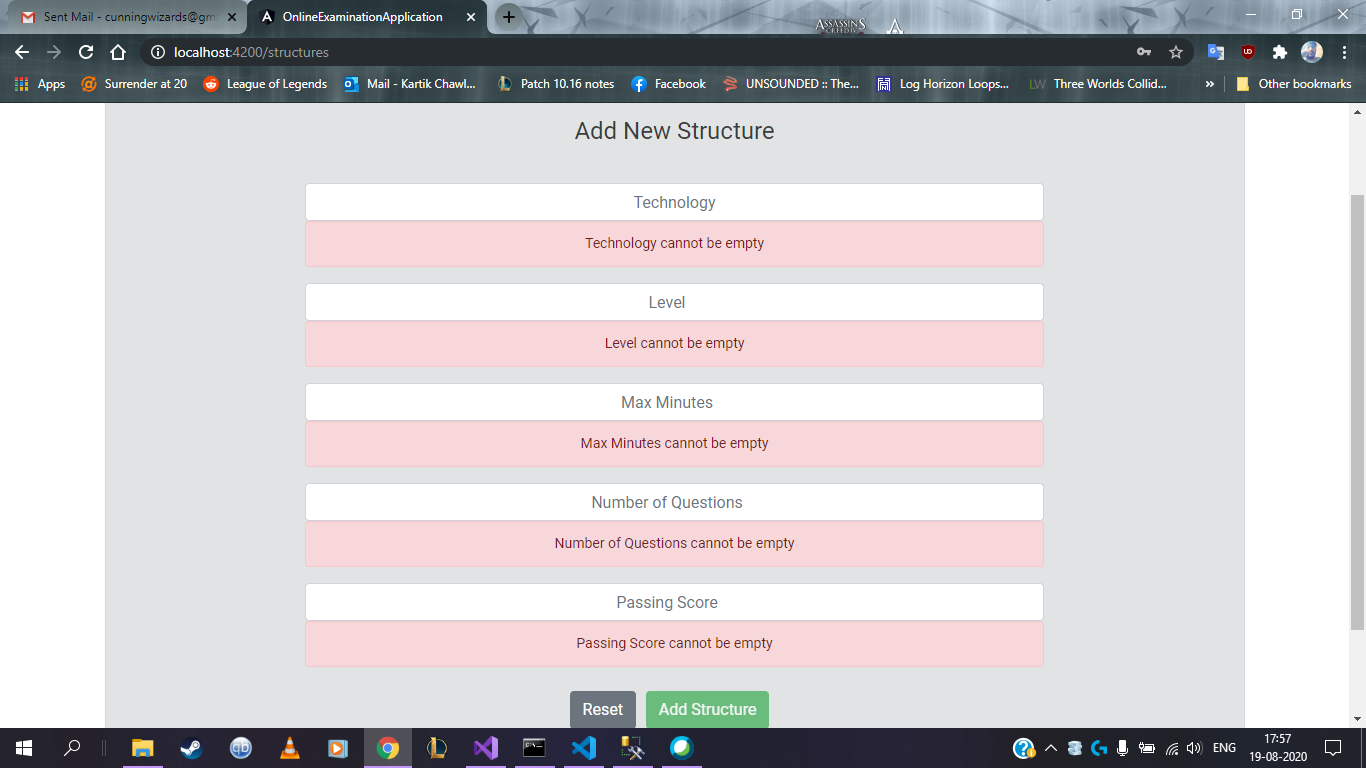 Sent Mail - cunningwizards@gm
OnlineExaminationApplication
ASSASSIN'S
CREED IV
localhost:4200/structures
Apps
Surrender at 20
League of Legends
Mail - Kartik Chawl...
Patch 10.16 notes
Facebook
UNSOUNDED :: The...
Log Horizon Loops...
LW
Three Worlds Collid...
»
Other bookmarks
Add New Structure
Technology
Technology cannot be empty
Level
Level cannot be empty
Max Minutes
Max Minutes cannot be empty
Number of Questions
Number of Questions cannot be empty
Passing Score
Passing Score cannot be empty
Reset
Add Structure
ENG
17:57
19-08-2020